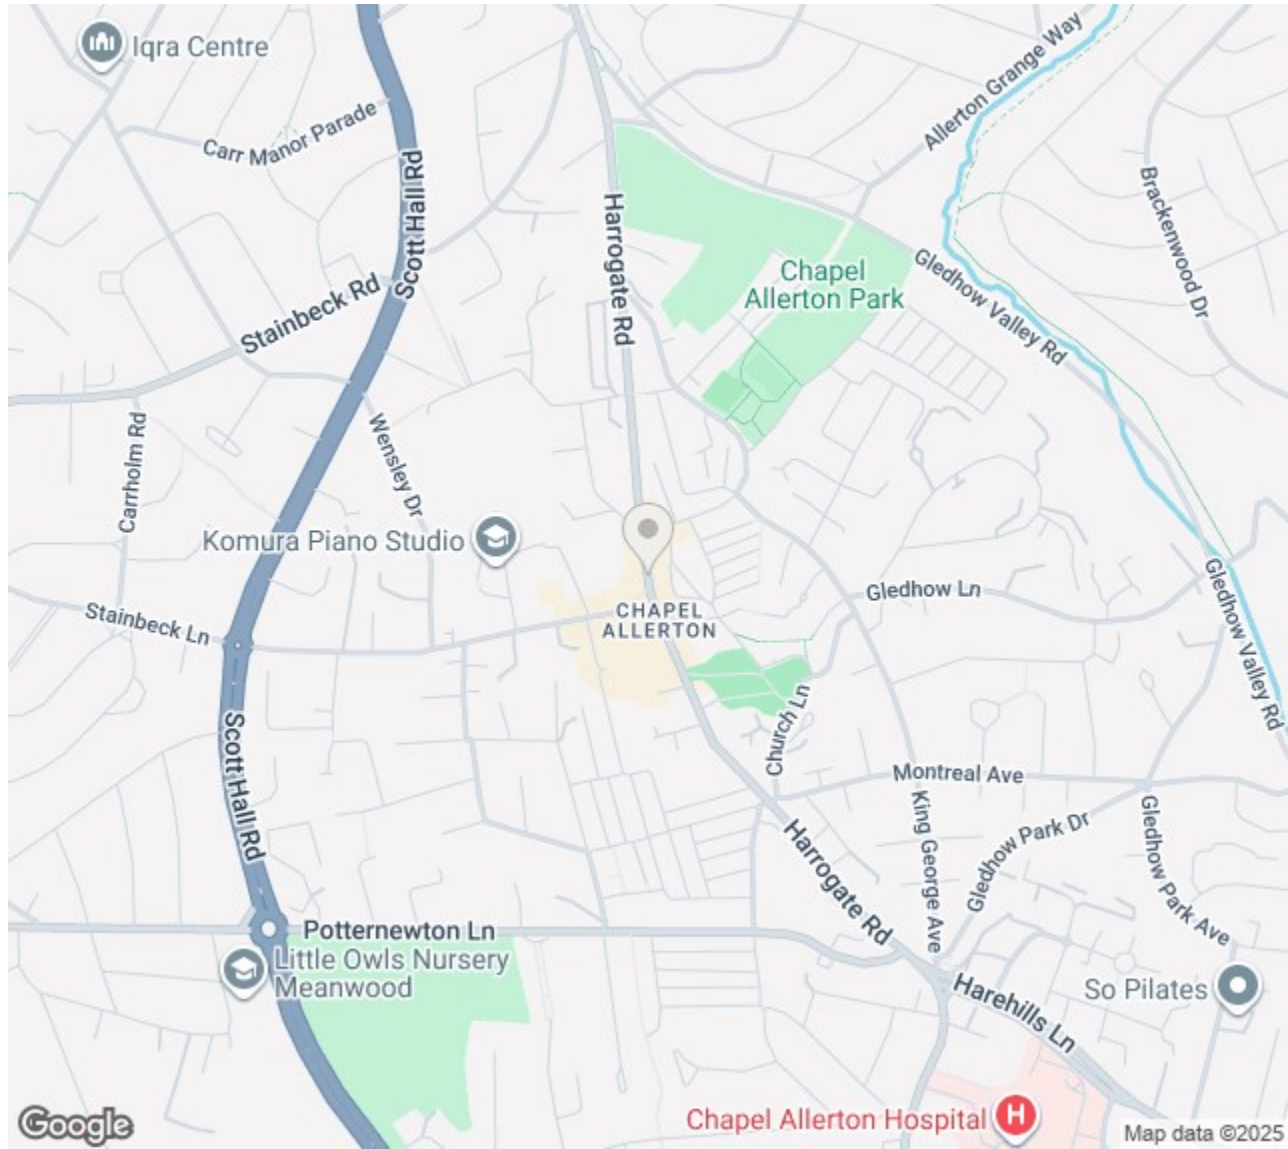 Iqra Centre
Carr Manor Parade
Scott Hall Rd
Harrogate Rd
Allerton Grange Way
Brackenwood Dr
Chapel
Allerton Park
Gledhow Valley Rd
Stainbeck Rd
Carrholm Rd
Wensley Dr
Komura Piano Studio
Stainbeck Ln
CHAPEL
ALLERTON
Gledhow Ln
Gledhow Valley Rd
Church Ln
Scott Hall Rd
Montreal Ave
King George Ave
Gledhow Park Dr
Gledhow Park Ave
Harrogate Rd
Potternewton Ln
Little Owls Nursery
Meanwood
Harehills Ln
So Pilates
Chapel Allerton Hospital
H
Google
Map data ©2025